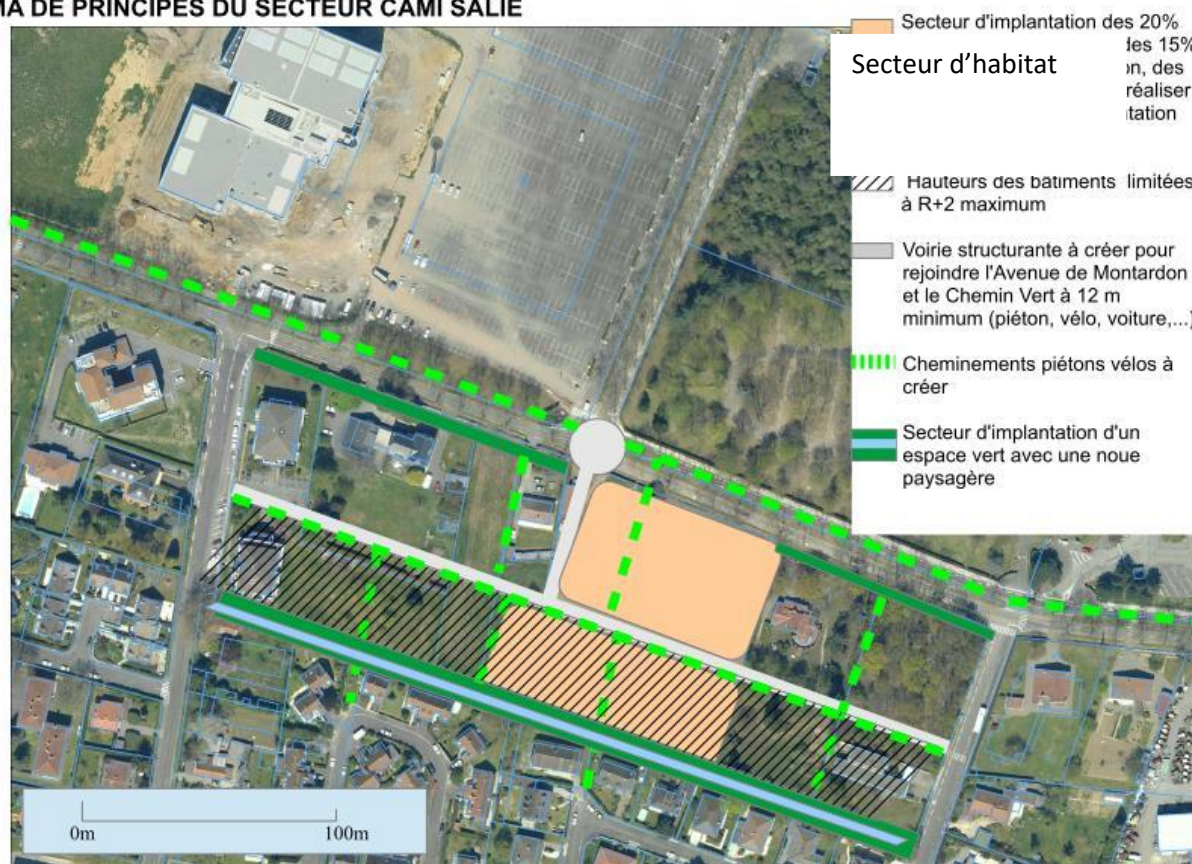 MA DE PRINCIPES DU SECTEUR CAMI SALIÉ
Secteur d'implantation des 20%
des 15%
Secteur d’habitat
on, des
réaliser
Hauteurs des bâtiments limitées
à R+2 maximum
Voirie structurante à créer pour
rejoindre l'Avenue de Montardon
et le Chemin Vert à 12 m
minimum (piéton, vélo, voiture,...)
Cheminements piétons vélos à
créer
Secteur d'implantation d'un
espace vert avec une noue
paysagère
0m
100m